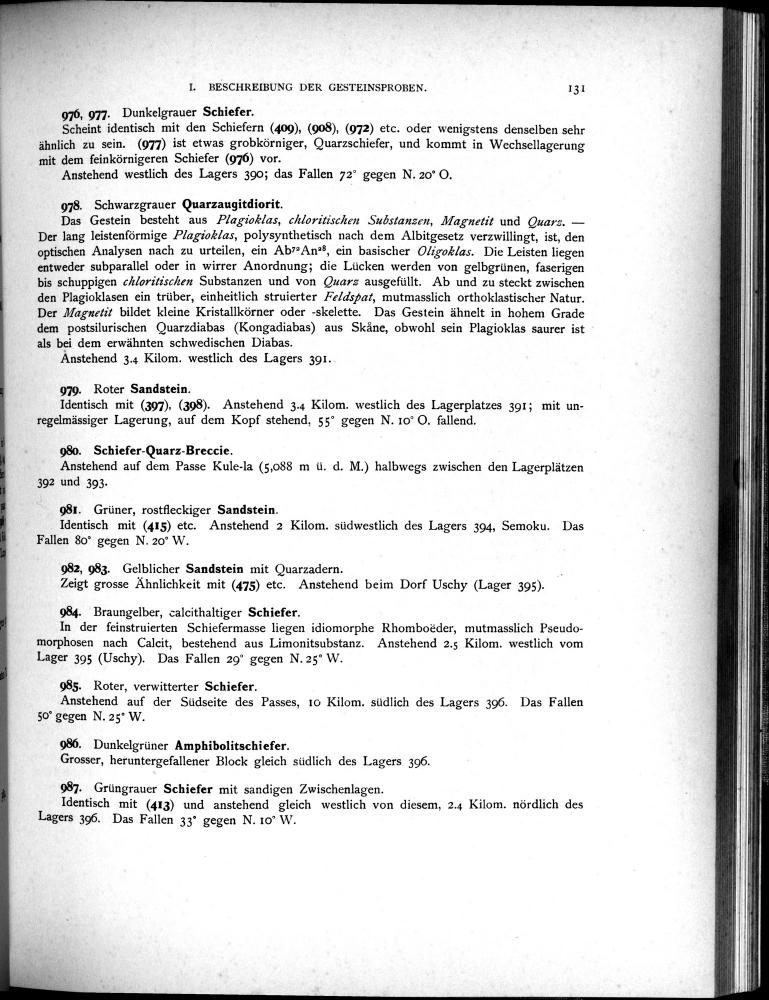 I. BESCHREIBUNG DER GESTEINSPROBEN. 131
976, 977. Dunkelgrauer Schiefer.
Scheint identisch mit den Schiefern (409), (908), (972) etc. oder wenigstens denselben sehr
ähnlich zu sein. (977) ist etwas grobkörniger, Quarzschiefer, und kommt in Wechsellagerung
mit dem feinkörnigeren Schiefer (976) vor.
Anstehend westlich des Lagers 390; das Fallen 72° gegen N. 20° O.
978. Schwarzgrauer Quarzaugitdiorit.
Das Gestein besteht aus Plagioklas, chloritischen Substanzen, Magnetit und Quarz. —
Der lang leistenförmige Plagioklas, polysynthetisch nach dem Albitgesetz verzwillingt, ist, den
optischen Analysen nach zu urteilen, ein Ab⁷²An²⁸, ein basischer Oligoklas. Die Leisten liegen
entweder subparallel oder in wirrer Anordnung; die Lücken werden von gelbgrünen, faserigen
bis schuppigen chloritischen Substanzen und von Quarz ausgefüllt. Ab und zu steckt zwischen
den Plagioklasen ein trüber, einheitlich struierter Feldspat, mutmasslich orthoklastischer Natur.
Der Magnetit bildet kleine Kristallkörner oder -skelette. Das Gestein ähnelt in hohem Grade
dem postsilurischen Quarzdiabas (Kongadiabas) aus Skåne, obwohl sein Plagioklas saurer ist
als bei dem erwähnten schwedischen Diabas.
Anstehend 3.4 Kilom. westlich des Lagers 391.
979. Roter Sandstein.
Identisch mit (397), (398). Anstehend 3.4 Kilom. westlich des Lagerplatzes 391; mit un-
regelmässiger Lagerung, auf dem Kopf stehend, 55° gegen N. 10° O. fallend.
980. Schiefer-Quarz-Breccie.
Anstehend auf dem Passe Kule-la (5,088 m ü. d. M.) halbwegs zwischen den Lagerplätzen
392 und 393.
981. Grüner, rostfleckiger Sandstein.
Identisch mit (415) etc. Anstehend 2 Kilom. südwestlich des Lagers 394, Semoku. Das
Fallen 80° gegen N. 20° W.
982, 983. Gelblicher Sandstein mit Quarzadern.
Zeigt grosse Ähnlichkeit mit (475) etc. Anstehend beim Dorf Uschy (Lager 395).
984. Braungelber, calcithaltiger Schiefer.
In der feinstruierten Schiefermasse liegen idiomorphe Rhomboëder, mutmasslich Pseudo-
morphosen nach Calcit, bestehend aus Limonitsubstanz. Anstehend 2.5 Kilom. westlich vom
Lager 395 (Uschy). Das Fallen 29° gegen N. 25° W.
985. Roter, verwitterter Schiefer.
Anstehend auf der Südseite des Passes, 10 Kilom. südlich des Lagers 396. Das Fallen
50° gegen N. 25° W.
986. Dunkelgrüner Amphibolitschiefer.
Grosser, heruntergefallener Block gleich südlich des Lagers 396.
987. Grüngrauer Schiefer mit sandigen Zwischenlagen.
Identisch mit (413) und anstehend gleich westlich von diesem, 2.4 Kilom. nördlich des
Lagers 396. Das Fallen 33° gegen N. 10° W.